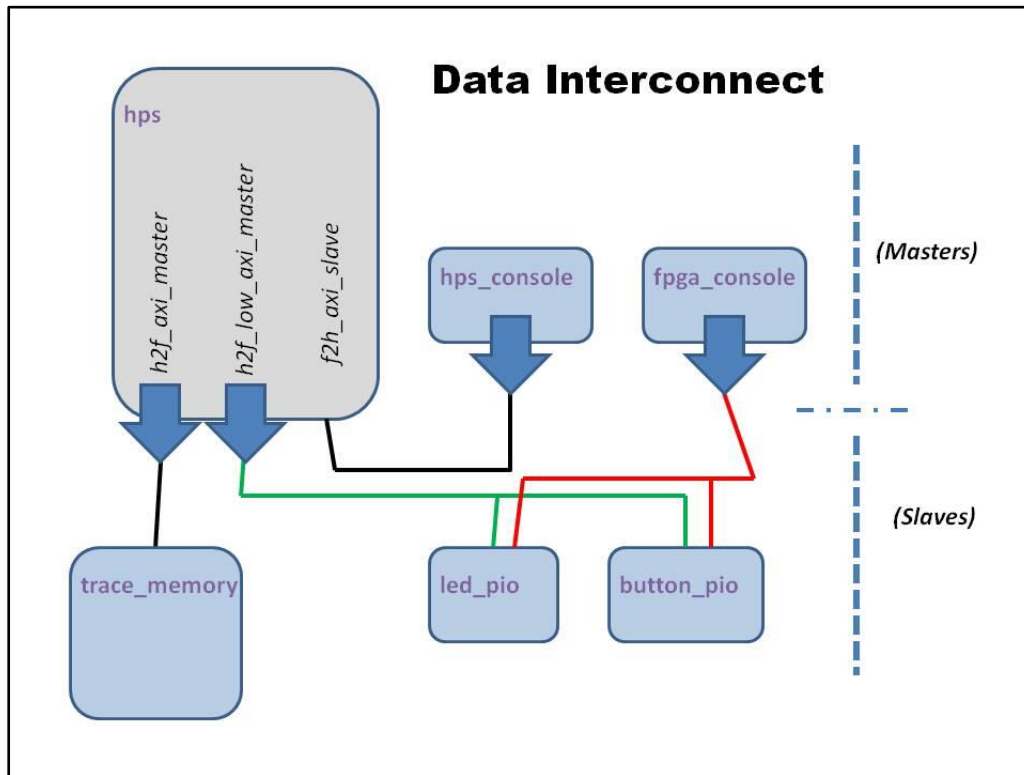 Data Interconnect
hps
h2f_axi_master
h2f_low_axi_master
f2h_axi_slave
hps_console
fpga_console
(Masters)
(Slaves)
trace_memory
led_pio
button_pio